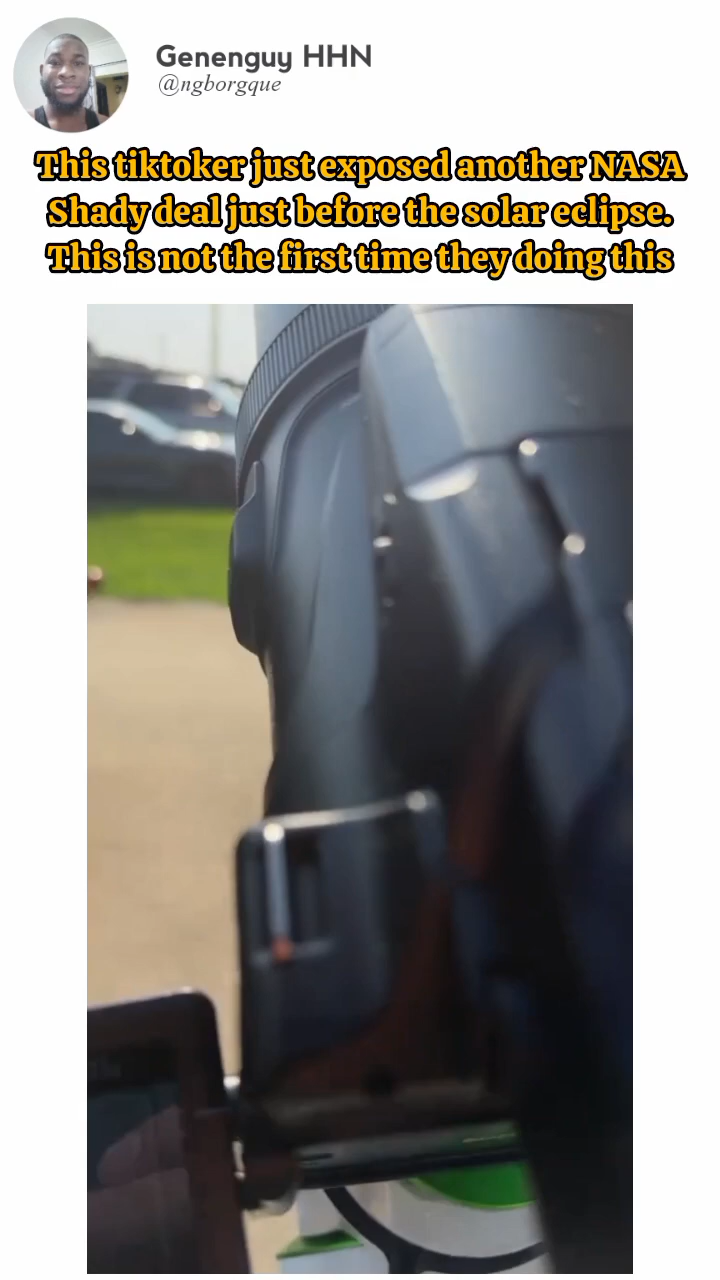 Genenguy HHN
@ngborgque
This tiktoker just exposed another NASA
Shady deal just before the solar eclipse.
This is not the first time they doing this